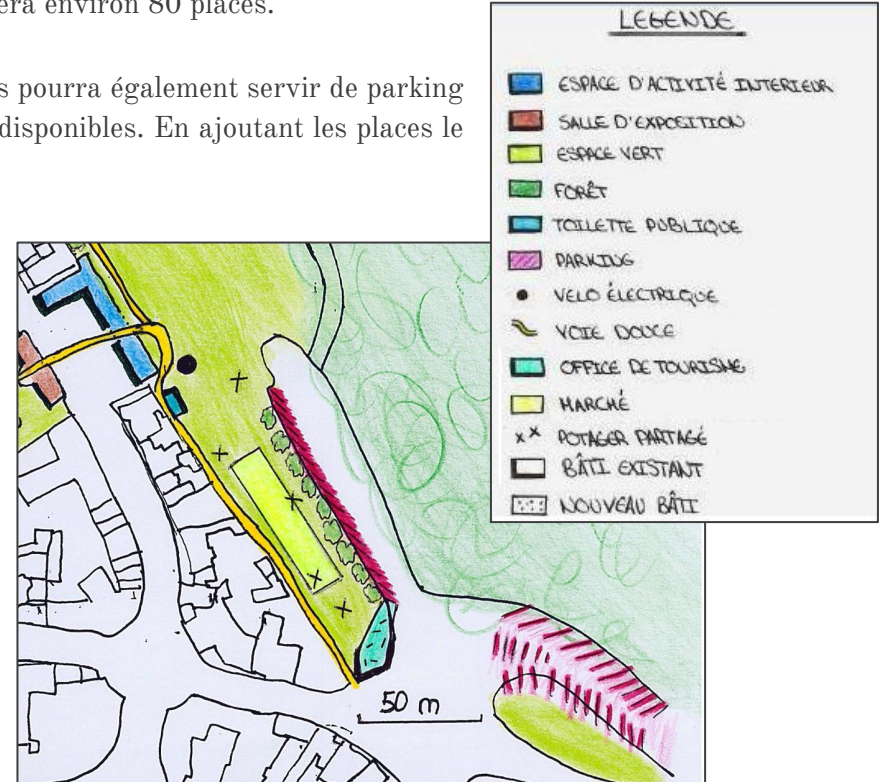 era environ 80 places.
s pourra également servir de parking
disponibles. En ajoutant les places le
LEGENDE
ESPACE D'ACTIVITÉ INTERIEUR
SALLE D'EXPOSITION
ESPACE VERT
FORÊT
TOILETTE PUBLIQUE
PARKING
VELO ÉLECTRIQUE
VOIE DOUCE
OFFICE DE TOURISME
MARCHÉ
POTAGER PARTAGÉ
BÂTI EXISTANT
NOUVEAU BÂTI
50 m